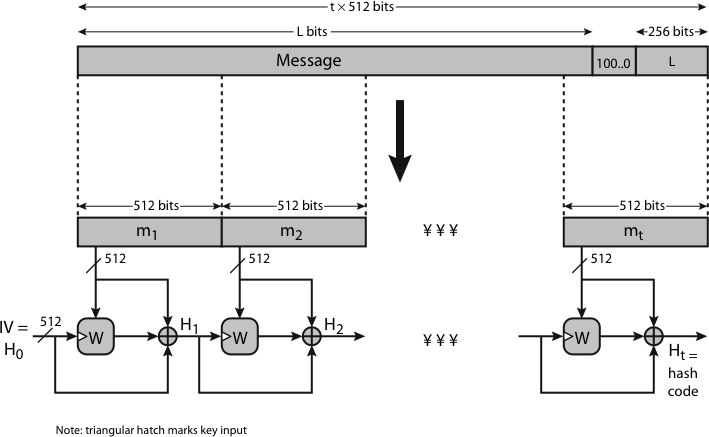 t × 512 bits
L bits
256 bits
Message
100..0
L
512 bits
512 bits
512 bits
m1
m2
¥ ¥ ¥
mt
512
512
512
IV =
H0
512
W
H1
W
H2
¥ ¥ ¥
W
Ht =
hash
code
Note: triangular hatch marks key input